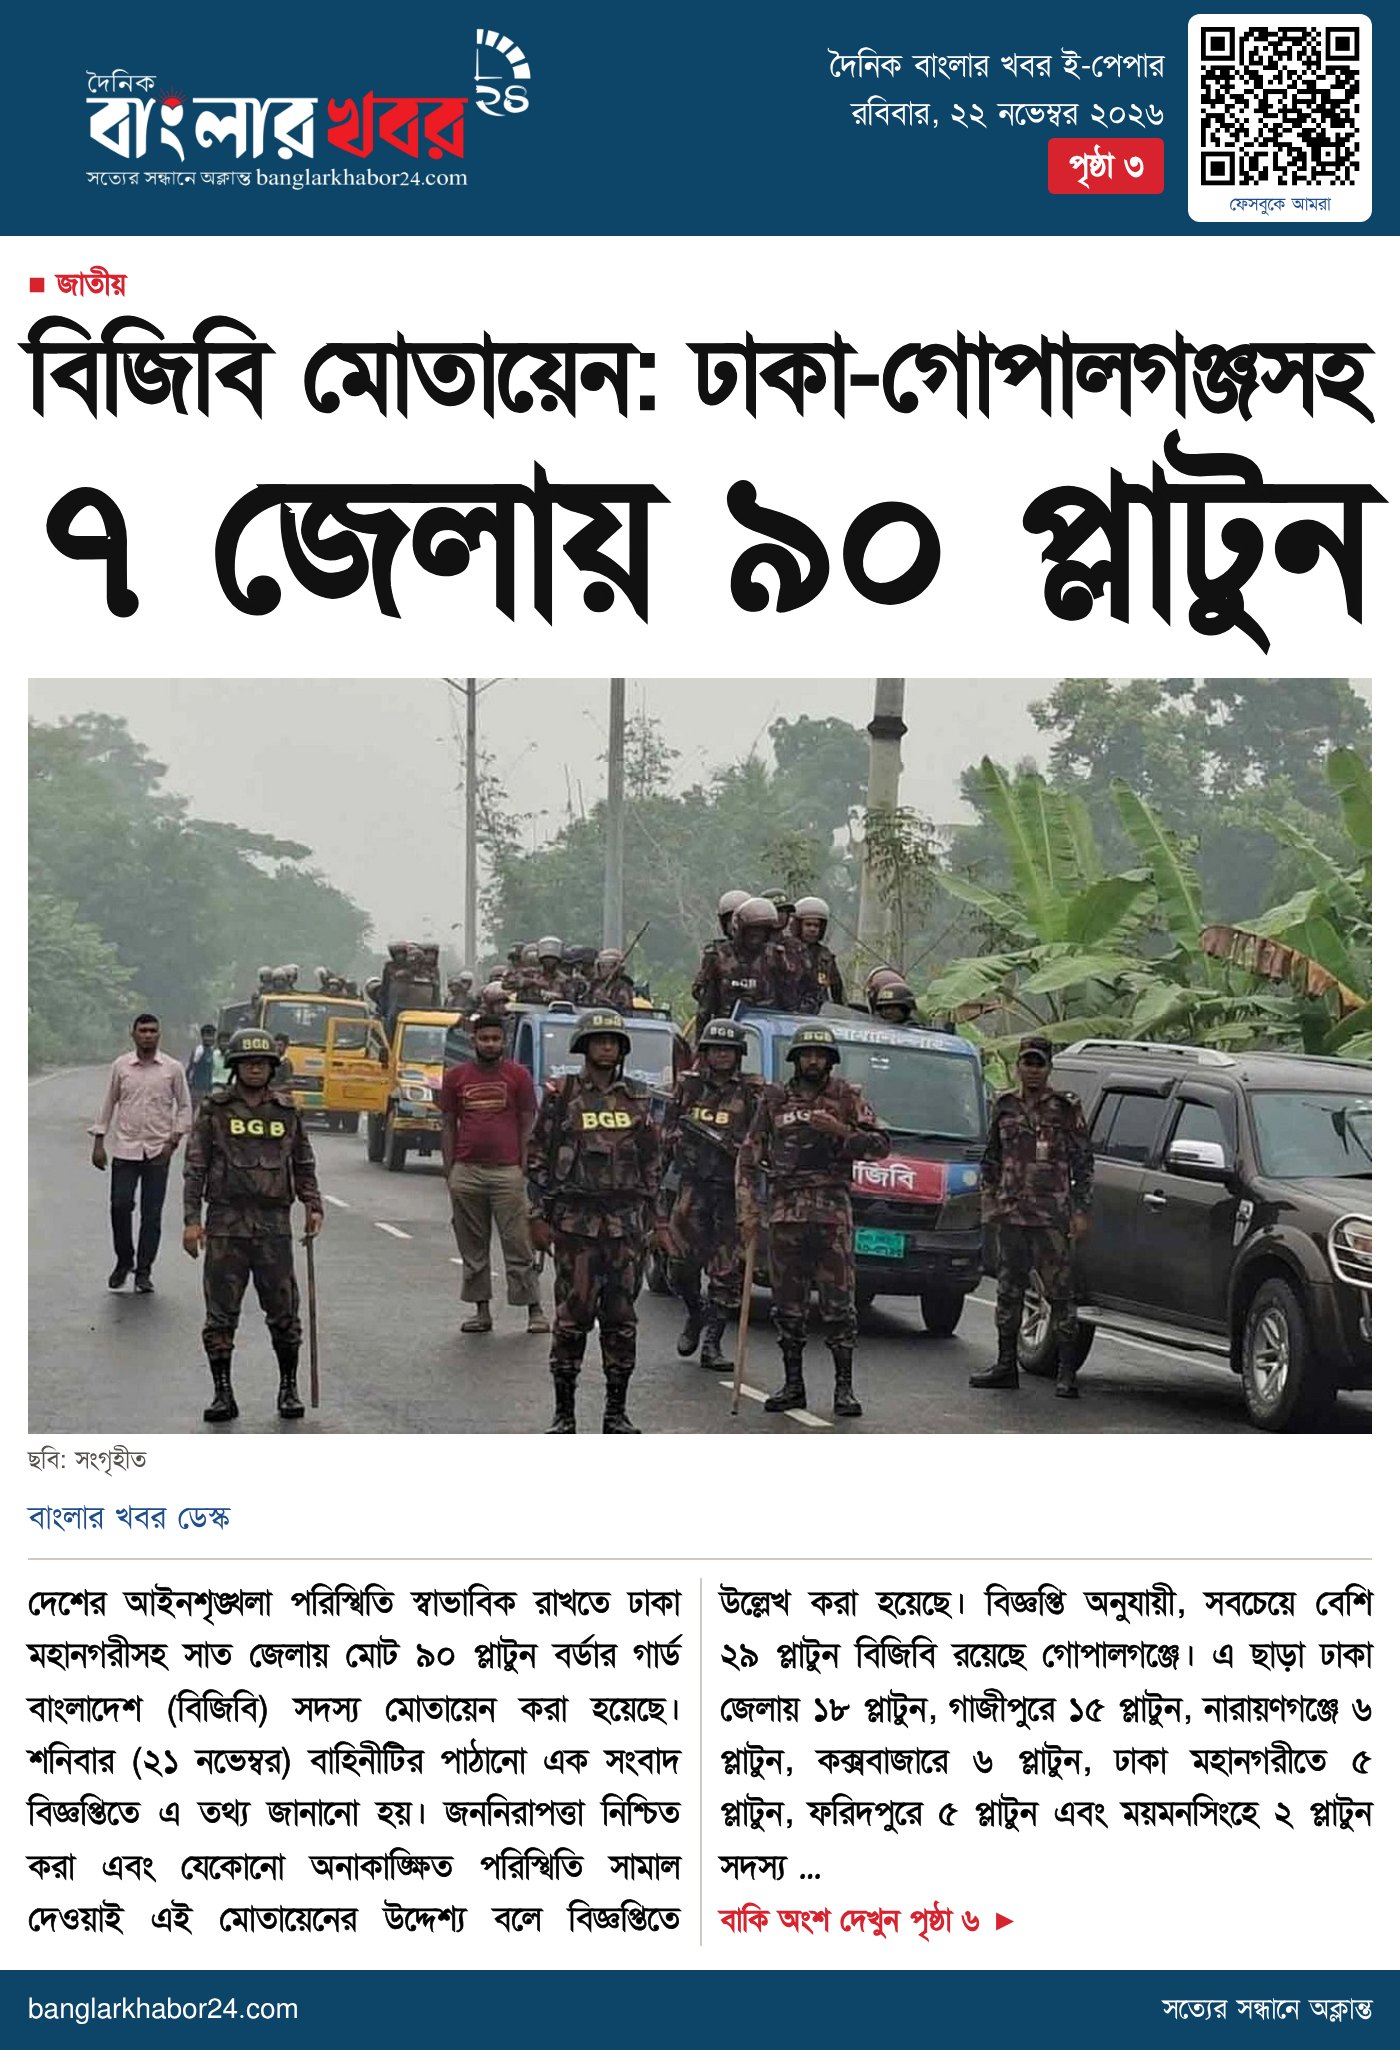 দৈনিক
বাংলার খবর
২৪
সত্যের সন্ধানে অক্লান্ত banglarkhabor24.com
দৈনিক বাংলার খবর ই-পেপার
রবিবার, ২২ নভেম্বর ২০২৬
পৃষ্ঠা ৩
ফেসবুকে আমরা
■ জাতীয়
বিজিবি মোতায়েন: ঢাকা-গোপালগঞ্জসহ
৭ জেলায় ৯০ প্লাটুন
BGB
BGB
BGB
BGB
BGB
ছবি: সংগৃহীত
বাংলার খবর ডেস্ক
দেশের আইনশৃঙ্খলা পরিস্থিতি স্বাভাবিক রাখতে ঢাকা
মহানগরীসহ সাত জেলায় মোট ৯০ প্লাটুন বর্ডার গার্ড
বাংলাদেশ (বিজিবি) সদস্য মোতায়েন করা হয়েছে।
শনিবার (২১ নভেম্বর) বাহিনীটির পাঠানো এক সংবাদ
বিজ্ঞপ্তিতে এ তথ্য জানানো হয়। জননিরাপত্তা নিশ্চিত
করা এবং যেকোনো অনাকাঙ্ক্ষিত পরিস্থিতি সামাল
দেওয়াই এই মোতায়েনের উদ্দেশ্য বলে বিজ্ঞপ্তিতে
উল্লেখ করা হয়েছে। বিজ্ঞপ্তি অনুযায়ী, সবচেয়ে বেশি
২৯ প্লাটুন বিজিবি রয়েছে গোপালগঞ্জে। এ ছাড়া ঢাকা
জেলায় ১৮ প্লাটুন, গাজীপুরে ১৫ প্লাটুন, নারায়ণগঞ্জে ৬
প্লাটুন, কক্সবাজারে ৬ প্লাটুন, ঢাকা মহানগরীতে ৫
প্লাটুন, ফরিদপুরে ৫ প্লাটুন এবং ময়মনসিংহে ২ প্লাটুন
সদস্য ...
বাকি অংশ দেখুন পৃষ্ঠা ৬ ►
banglarkhabor24.com
সত্যের সন্ধানে অক্লান্ত